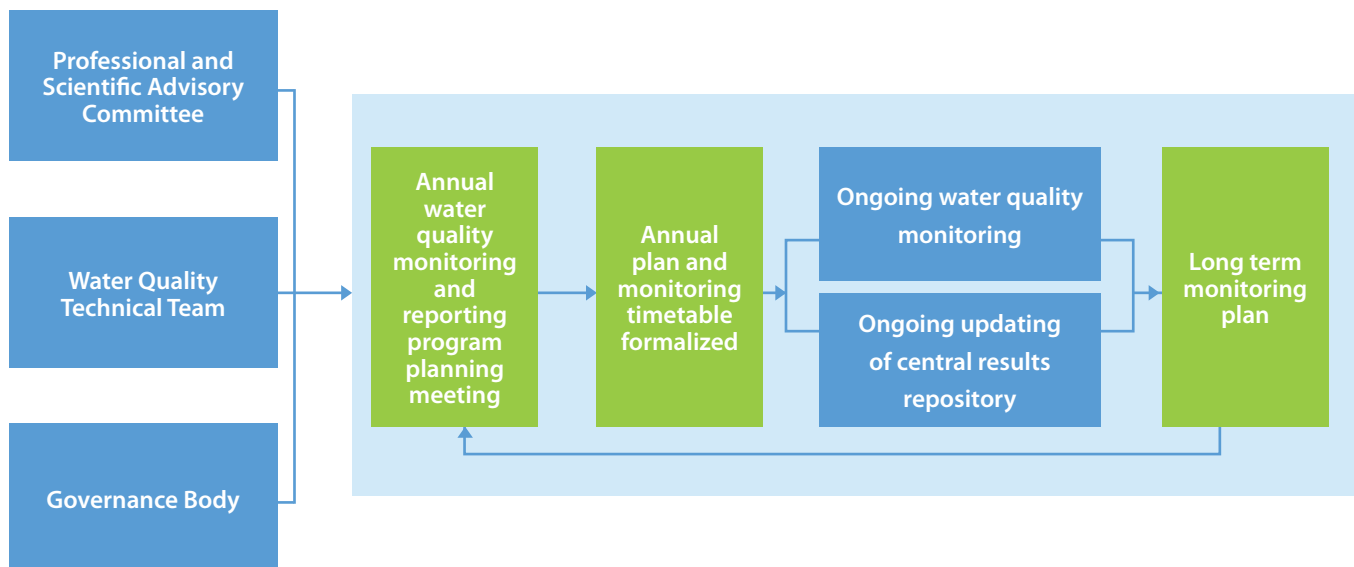 Professional and
Scientific Advisory
Committee
Water Quality
Technical Team
Governance Body
Annual
water
quality
monitoring
and
reporting
program
planning
meeting
Annual
plan and
monitoring
timetable
formalized
Ongoing water quality
monitoring
Ongoing updating
of central results
repository
Long term
monitoring
plan